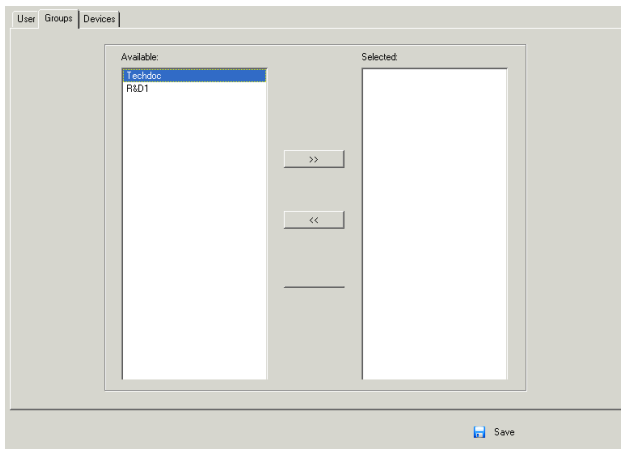 User Groups Devices
Available: Selected:
Techdoc
R&D1
>>
<<
Save